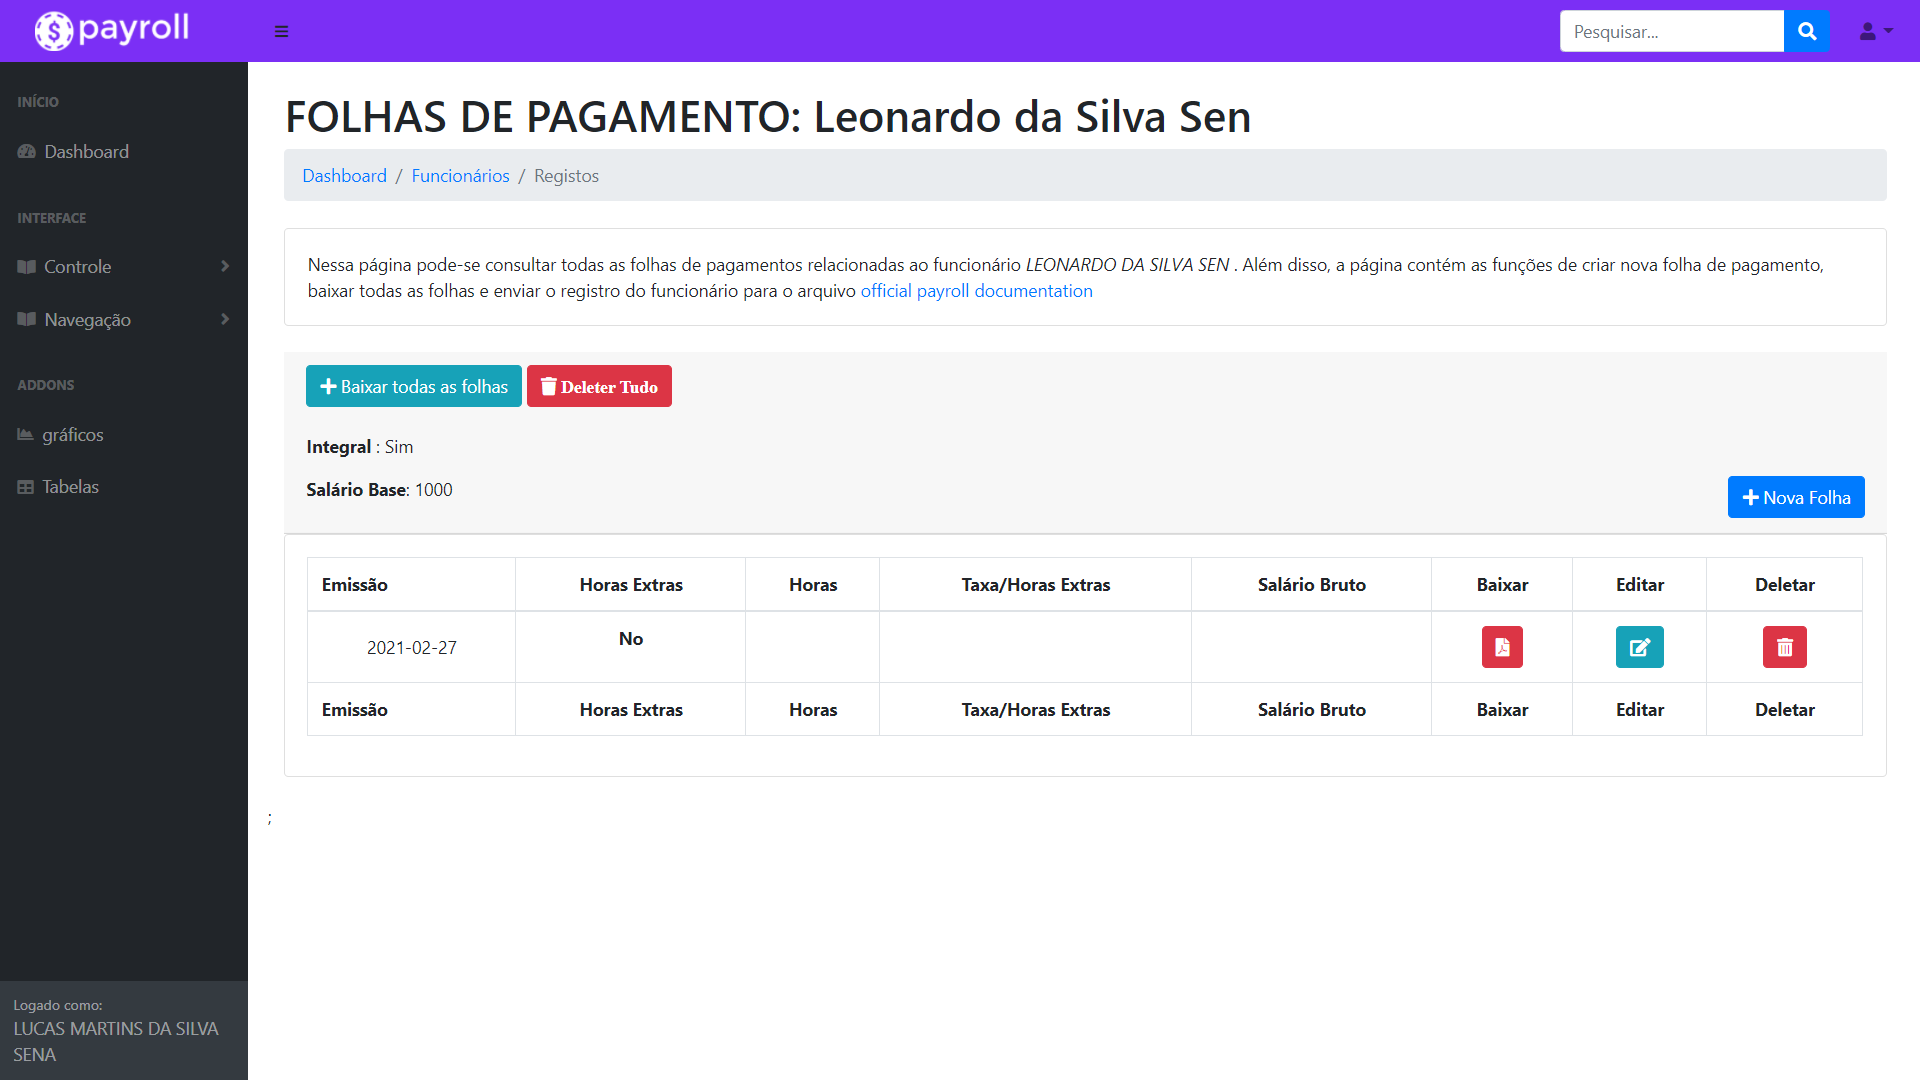 payroll
Pesquisar...
INÍCIO
Dashboard
INTERFACE
Controle
Navegação
ADDONS
gráficos
Tabelas
Logado como:
LUCAS MARTINS DA SILVA
SENA
FOLHAS DE PAGAMENTO: Leonardo da Silva Sen
Dashboard / Funcionários / Registos
Nessa página pode-se consultar todas as folhas de pagamentos relacionadas ao funcionário LEONARDO DA SILVA SEN . Além disso, a página contém as funções de criar nova folha de pagamento,
baixar todas as folhas e enviar o registro do funcionário para o arquivo official payroll documentation
Baixar todas as folhas Deleter Tudo
Integral : Sim
Salário Base: 1000
Nova Folha
Emissão Horas Extras Horas Taxa/Horas Extras Salário Bruto Baixar Editar Deletar
2021-02-27 No
Emissão Horas Extras Horas Taxa/Horas Extras Salário Bruto Baixar Editar Deletar
;